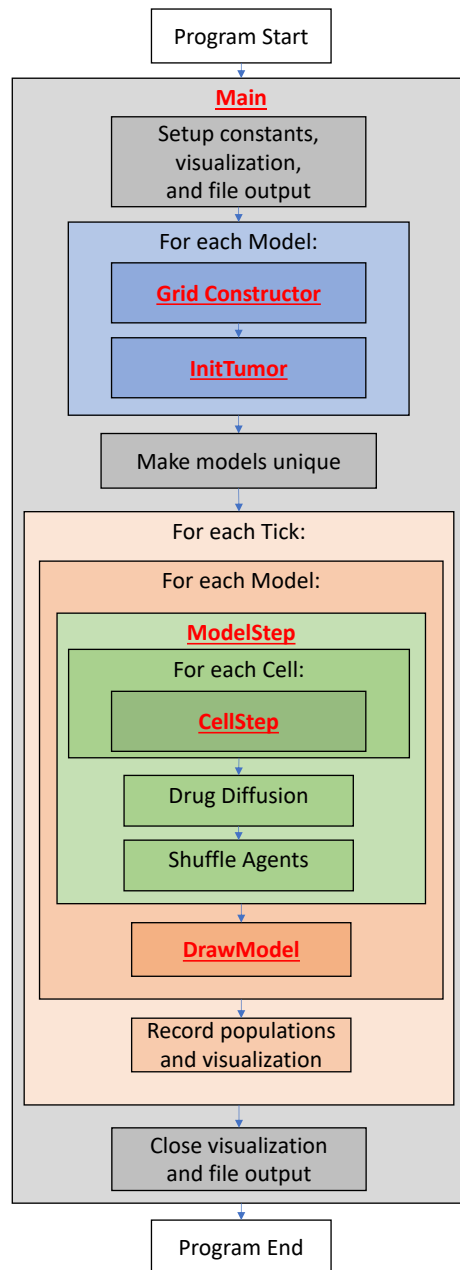 Program Start
Main
Setup constants,
visualization,
and file output
For each Model:
Grid Constructor
InitTumor
Make models unique
For each Tick:
For each Model:
ModelStep
For each Cell:
CellStep
Drug Diffusion
Shuffle Agents
DrawModel
Record populations
and visualization
Close visualization
and file output
Program End